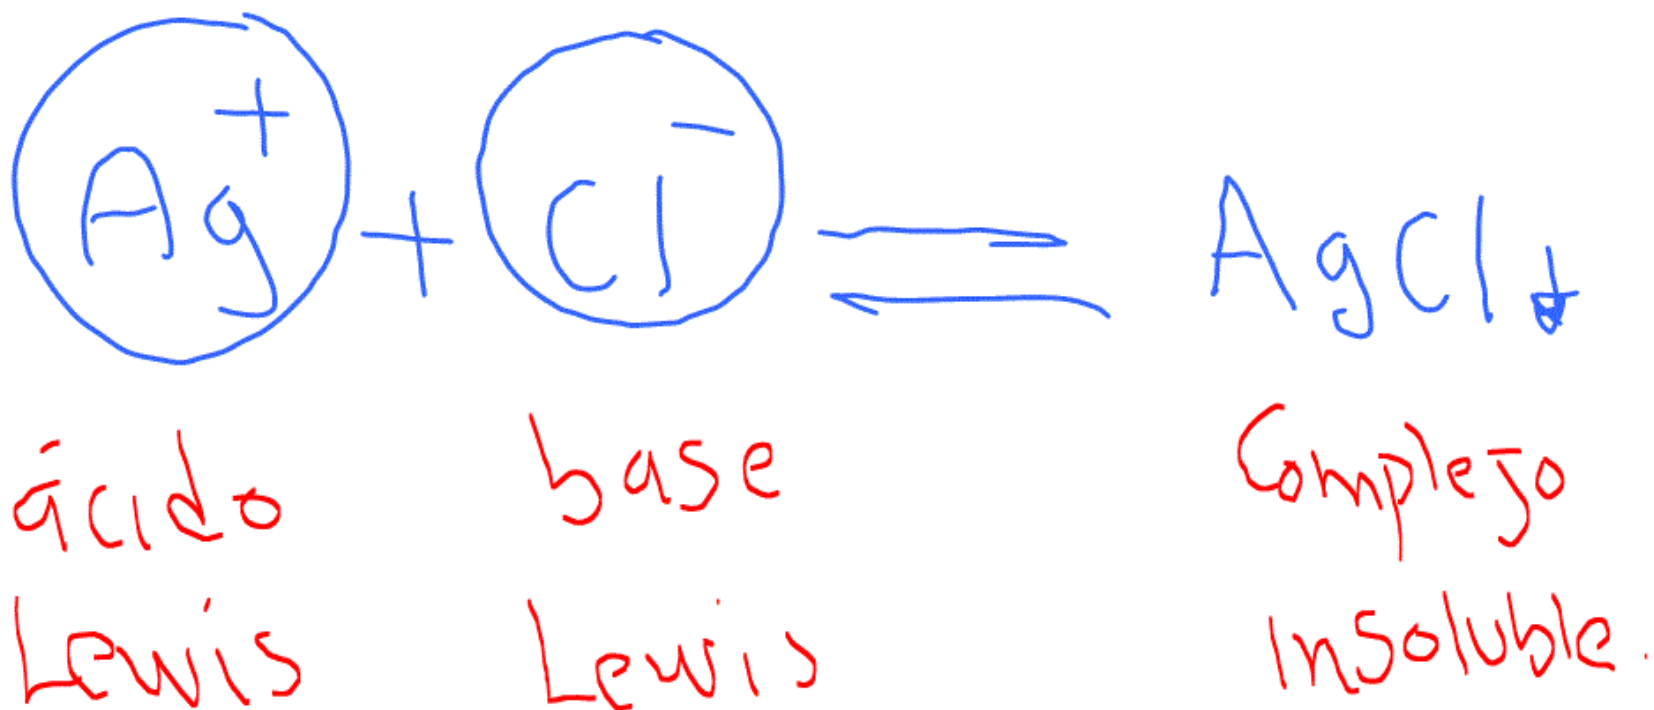 Ag⁺ + Cl⁻ ⇌ AgCl↓
ácido base Complejo
Lewis Lewis Insoluble.